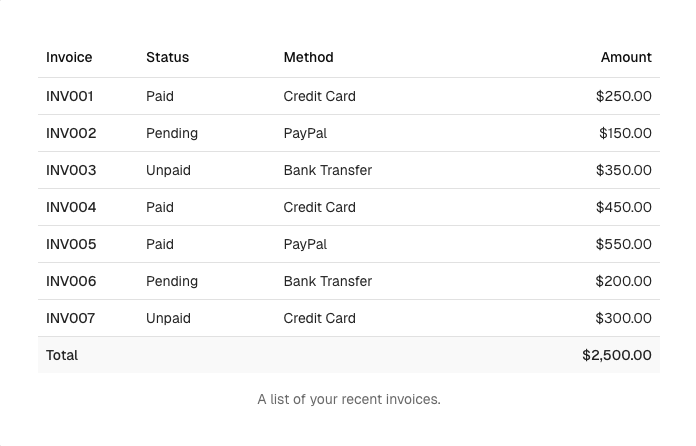 Invoice Status Method Amount
INV001 Paid Credit Card $250.00
INV002 Pending PayPal $150.00
INV003 Unpaid Bank Transfer $350.00
INV004 Paid Credit Card $450.00
INV005 Paid PayPal $550.00
INV006 Pending Bank Transfer $200.00
INV007 Unpaid Credit Card $300.00
Total $2,500.00
A list of your recent invoices.